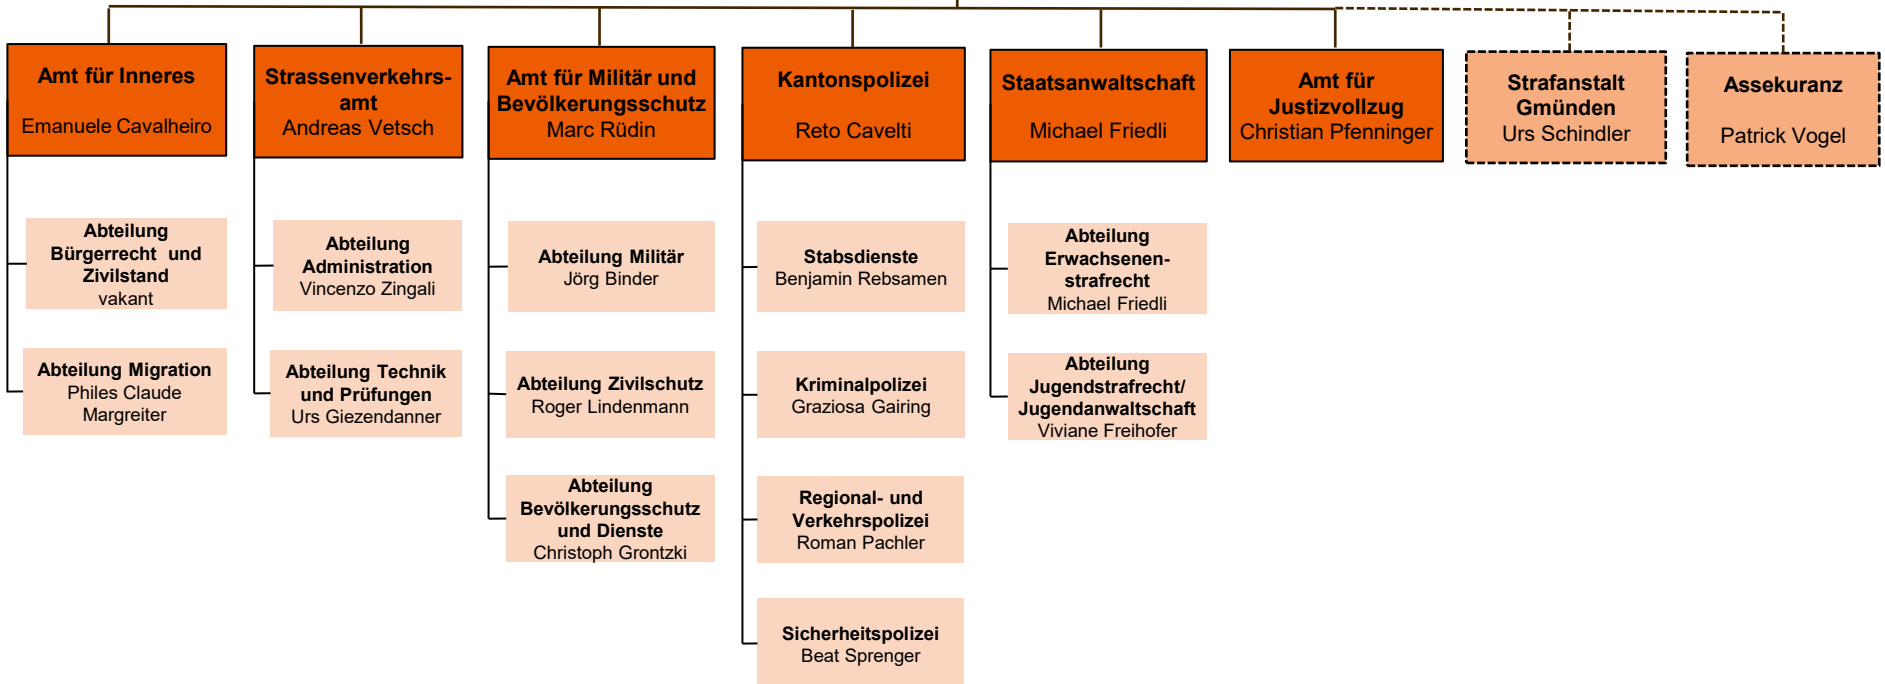 Amt für Inneres
Emanuele Cavalheiro
Strassenverkehrs-
amt
Andreas Vetsch
Amt für Militär und
Bevölkerungsschutz
Marc Rüdin
Kantonspolizei
Reto Cavelti
Staatsanwaltschaft
Michael Friedli
Amt für
Justizvollzug
Christian Pfenninger
Strafanstalt
Gmünden
Urs Schindler
Assekuranz
Patrick Vogel
Abteilung
Bürgerrecht und
Zivilstand
vakant
Abteilung Migration
Philes Claude
Margreiter
Abteilung
Administration
Vincenzo Zingali
Abteilung Technik
und Prüfungen
Urs Giezendanner
Abteilung Militär
Jörg Binder
Abteilung Zivilschutz
Roger Lindenmann
Abteilung
Bevölkerungsschutz
und Dienste
Christoph Grontzki
Stabsdienste
Benjamin Rebsamen
Kriminalpolizei
Graziosa Gairing
Regional- und
Verkehrspolizei
Roman Pachler
Sicherheitspolizei
Beat Sprenger
Abteilung
Erwachsenen-
strafrecht
Michael Friedli
Abteilung
Jugendstrafrecht/
Jugendanwaltschaft
Viviane Freihofer